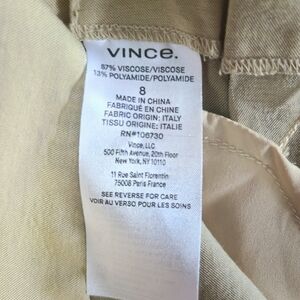 VINCE.
87% VISCOSE/VISCOSE
13% POLYAMIDE/POLYAMIDE
8
MADE IN CHINA
FABRIQUÉ EN CHINE
FABRIC ORIGIN: ITALY
TISSU ORIGINE: ITALIE
RN#106730
Vince, LLC
500 Fifth Avenue, 20th Floor
New York, NY 10110
11 Rue Saint Florentin
75008 Paris France
SEE REVERSE FOR CARE
VOIR AU VERSO POUR LES SOINS